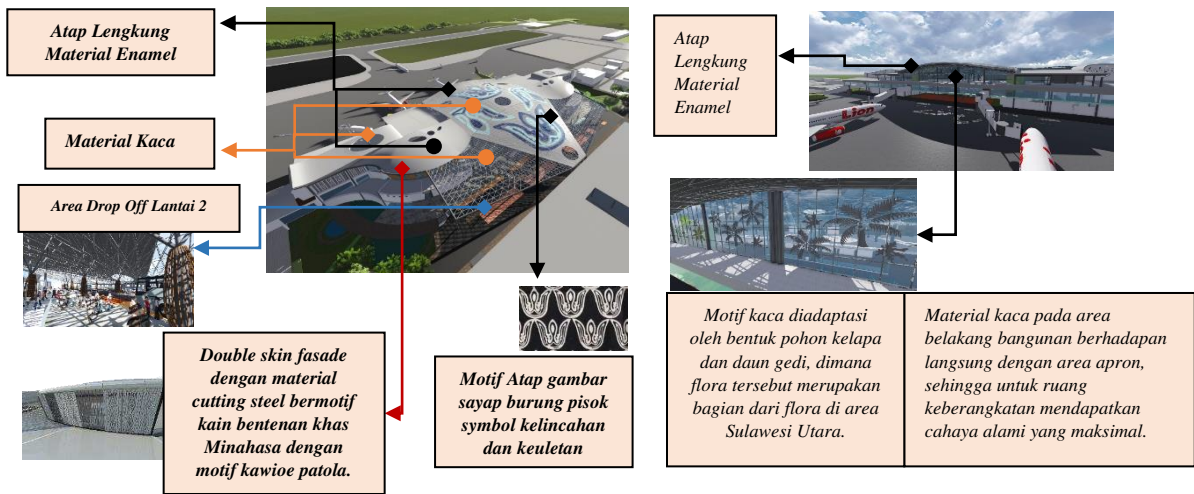 Atap Lengkung
Material Enamel
Material Kaca
Area Drop Off Lantai 2
Double skin fasade
dengan material
cutting steel bermotif
kain bentenan khas
Minahasa dengan
motif kawioe patola.
Motif Atap gambar
sayap burung pisok
symbol kelincahan
dan keuletan
Atap
Lengkung
Material
Enamel
Lion
Motif kaca diadaptasi
oleh bentuk pohon kelapa
dan daun gedi, dimana
flora tersebut merupakan
bagian dari flora di area
Sulawesi Utara.
Material kaca pada area
belakang bangunan berhadapan
langsung dengan area apron,
sehingga untuk ruang
keberangkatan mendapatkan
cahaya alami yang maksimal.